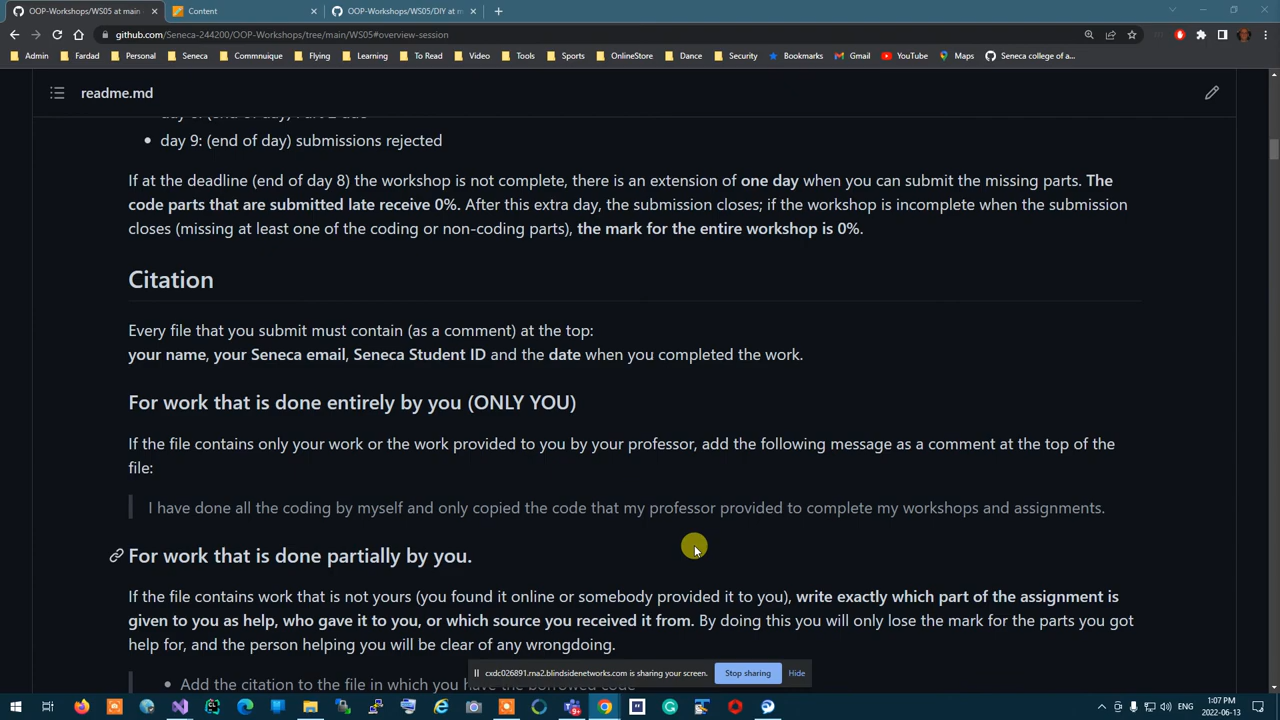 OOP-Workshops/WS05 at main
Content
OOP-Workshops/WS05/DIY at m
github.com/Seneca-244200/OOP-Workshops/tree/main/WS05#overview-session
Admin Fardad Personal Seneca Commnuique Flying Learning To Read Video Tools Sports OnlineStore Dance Security Bookmarks Gmail YouTube Maps Seneca college of a...
readme.md
day 9: (end of day) submissions rejected
If at the deadline (end of day 8) the workshop is not complete, there is an extension of one day when you can submit the missing parts. The
code parts that are submitted late receive 0%. After this extra day, the submission closes; if the workshop is incomplete when the submission
closes (missing at least one of the coding or non-coding parts), the mark for the entire workshop is 0%.
Citation
Every file that you submit must contain (as a comment) at the top:
your name, your Seneca email, Seneca Student ID and the date when you completed the work.
For work that is done entirely by you (ONLY YOU)
If the file contains only your work or the work provided to you by your professor, add the following message as a comment at the top of the
file:
I have done all the coding by myself and only copied the code that my professor provided to complete my workshops and assignments.
For work that is done partially by you.
If the file contains work that is not yours (you found it online or somebody provided it to you), write exactly which part of the assignment is
given to you as help, who gave it to you, or which source you received it from. By doing this you will only lose the mark for the parts you got
help for, and the person helping you will be clear of any wrongdoing.
Add the citation to the file in which you have the borrowed code
cxdc026891.rna2.blindsidenetworks.com is sharing your screen. Stop sharing Hide
ENG 1:07 PM
2022-06-13